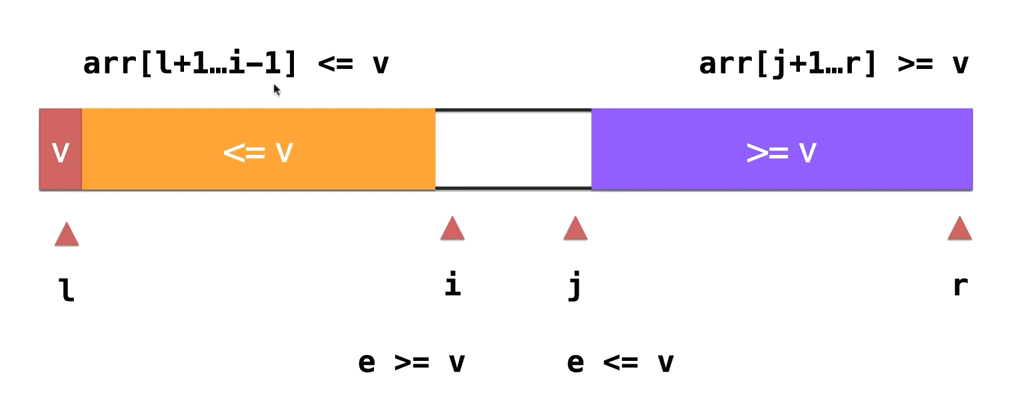 arr[l+1…i-1] <= v arr[j+1…r] >= v
v <= v >= v
l i j r
e >= v e <= v